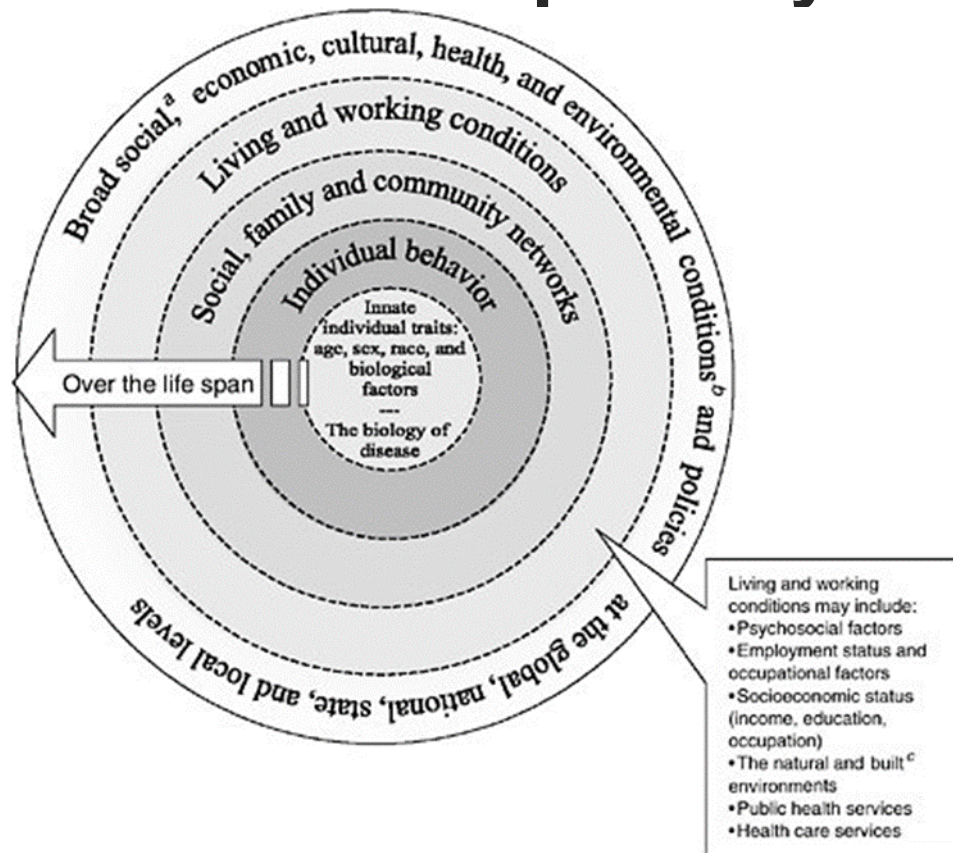 Broad social,ᵃ economic, cultural, health, and environmental conditionsᵇ and policies
at the global, national, state, and local levels
Living and working conditions
Social, family and community networks
Individual behavior
Innate
individual traits:
age, sex, race, and
biological
factors
---
The biology of
disease
Over the life span
Living and working
conditions may include:
•Psychosocial factors
•Employment status and
occupational factors
•Socioeconomic status
(income, education,
occupation)
•The natural and builtᶜ
environments
•Public health services
•Health care services